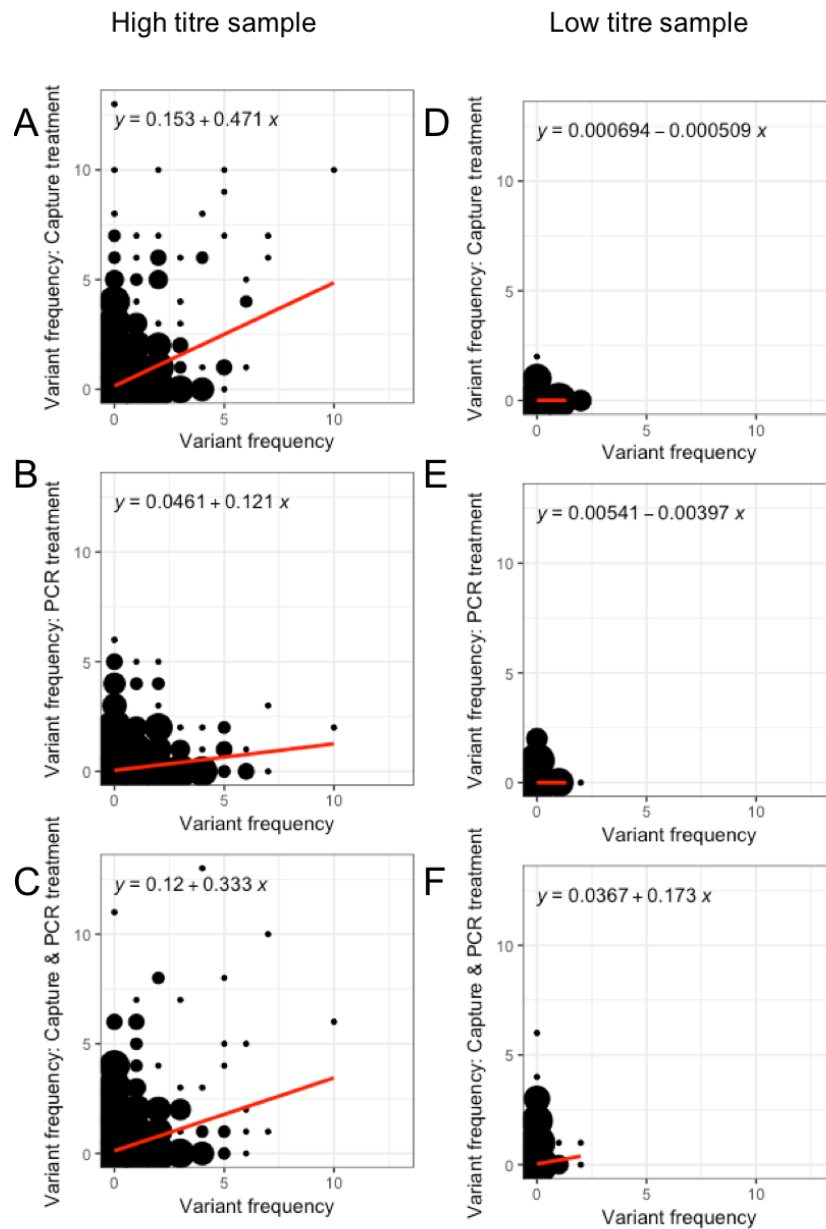 High titre sample
Low titre sample
A
Variant frequency: Capture treatment
y = 0.153 + 0.471 x
10
5
0
0
5
10
Variant frequency
D
Variant frequency: Capture treatment
y = 0.000694 − 0.000509 x
10
5
0
0
5
10
Variant frequency
B
Variant frequency: PCR treatment
y = 0.0461 + 0.121 x
10
5
0
0
5
10
Variant frequency
E
Variant frequency: PCR treatment
y = 0.00541 − 0.00397 x
10
5
0
0
5
10
Variant frequency
C
Variant frequency: Capture & PCR treatment
y = 0.12 + 0.333 x
10
5
0
0
5
10
Variant frequency
F
Variant frequency: Capture & PCR treatment
y = 0.0367 + 0.173 x
10
5
0
0
5
10
Variant frequency